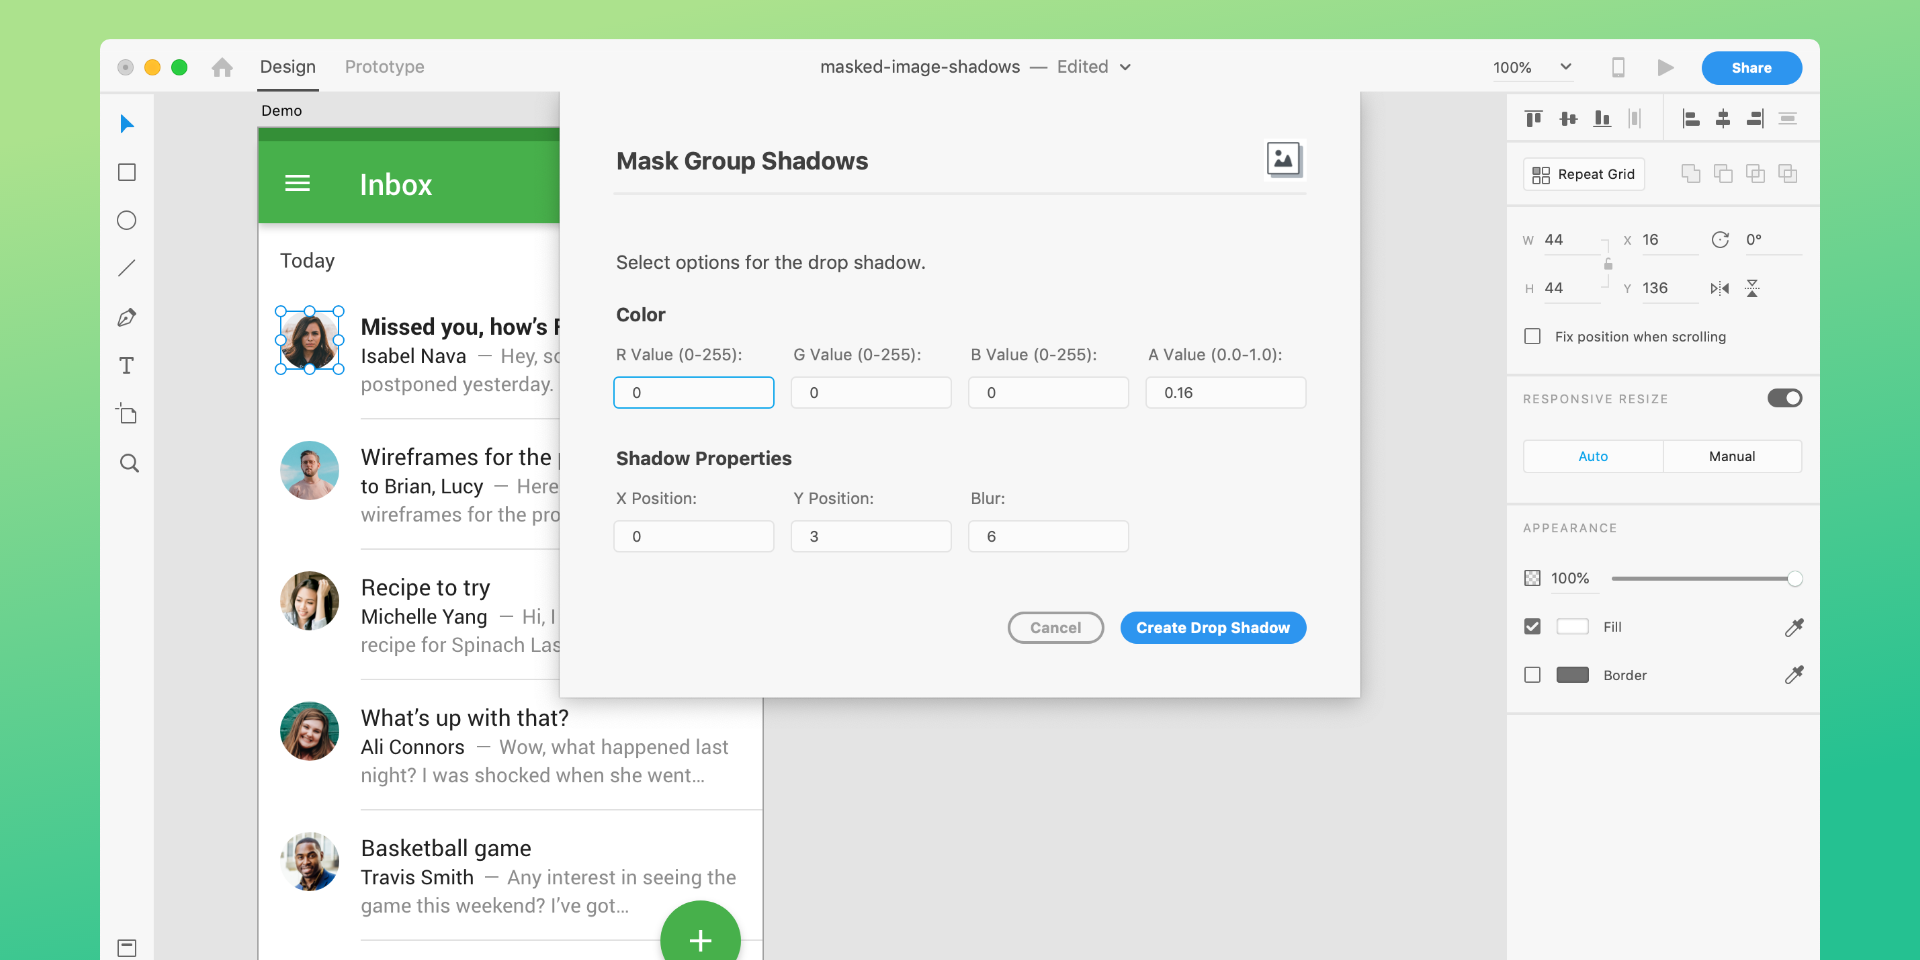 Design
Prototype
masked-image-shadows — Edited
100%
Share
Demo
Inbox
Today
Missed you, how's
Isabel Nava — Hey,
postponed yesterday.
Wireframes for the
to Brian, Lucy — Here
wireframes for the
Recipe to try
Michelle Yang — Hi, I
recipe for Spinach
What’s up with that?
Ali Connors — Wow, what happened last
night? I was shocked when she went...
Basketball game
Travis Smith — Any interest in seeing the
game this weekend? I’ve got...
Mask Group Shadows
Select options for the drop shadow.
Color
R Value (0-255): G Value (0-255): B Value (0-255): A Value (0.0-1.0):
0 0 0 0.16
Shadow Properties
X Position: Y Position: Blur:
0 3 6
Cancel
Create Drop Shadow
Repeat Grid
W 44 X 16 0°
H 44 Y 136
Fix position when scrolling
RESPONSIVE RESIZE
Auto Manual
APPEARANCE
100%
Fill
Border